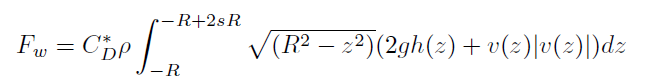 $F_w = C_D^* \rho \int_{-R}^{-R+2sR} \sqrt{(R^2 - z^2)}(2gh(z) + v(z)|v(z)|)dz$